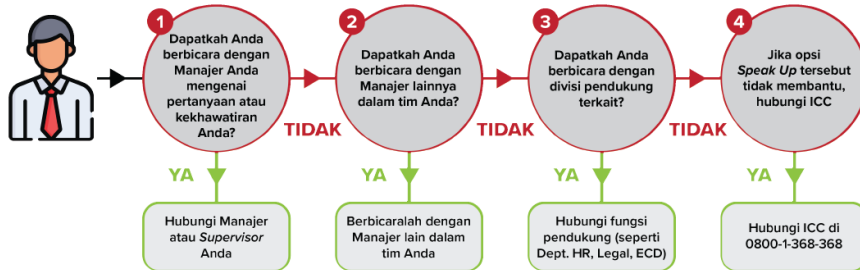 1
Dapatkah Anda
berbicara dengan
Manajer Anda
mengenai
pertanyaan atau
kekhawatiran
Anda?
TIDAK
2
Dapatkah Anda
berbicara dengan
Manajer lainnya
dalam tim Anda?
TIDAK
3
Dapatkah Anda
berbicara dengan
divisi pendukung
terkait?
TIDAK
4
Jika opsi
Speak Up tersebut
tidak membantu,
hubungi ICC
YA
Hubungi Manajer
atau Supervisor
Anda
YA
Berbicaralah dengan
Manajer lain dalam
tim Anda
YA
Hubungi fungsi
pendukung (seperti
Dept. HR, Legal, ECD)
YA
Hubungi ICC di
0800-1-368-368